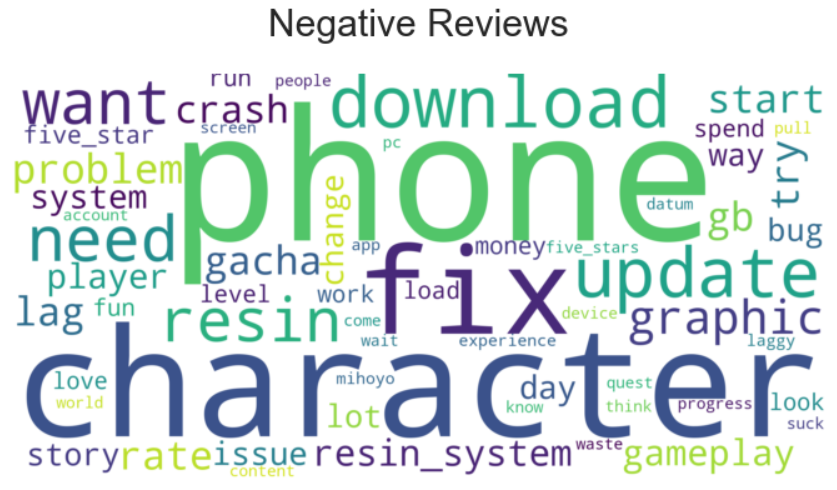 Negative Reviews
run people
want crash download start
five_star screen spend pull
problem phone pc way try
system datum
account change gb bug
need app money five_stars
player gacha fix update
lag fun level work load
resin come device graphic
wait experience laggy
character
love mihoyo day quest look
world know think progress suck
lot
story rate issue resin_system waste gameplay
content